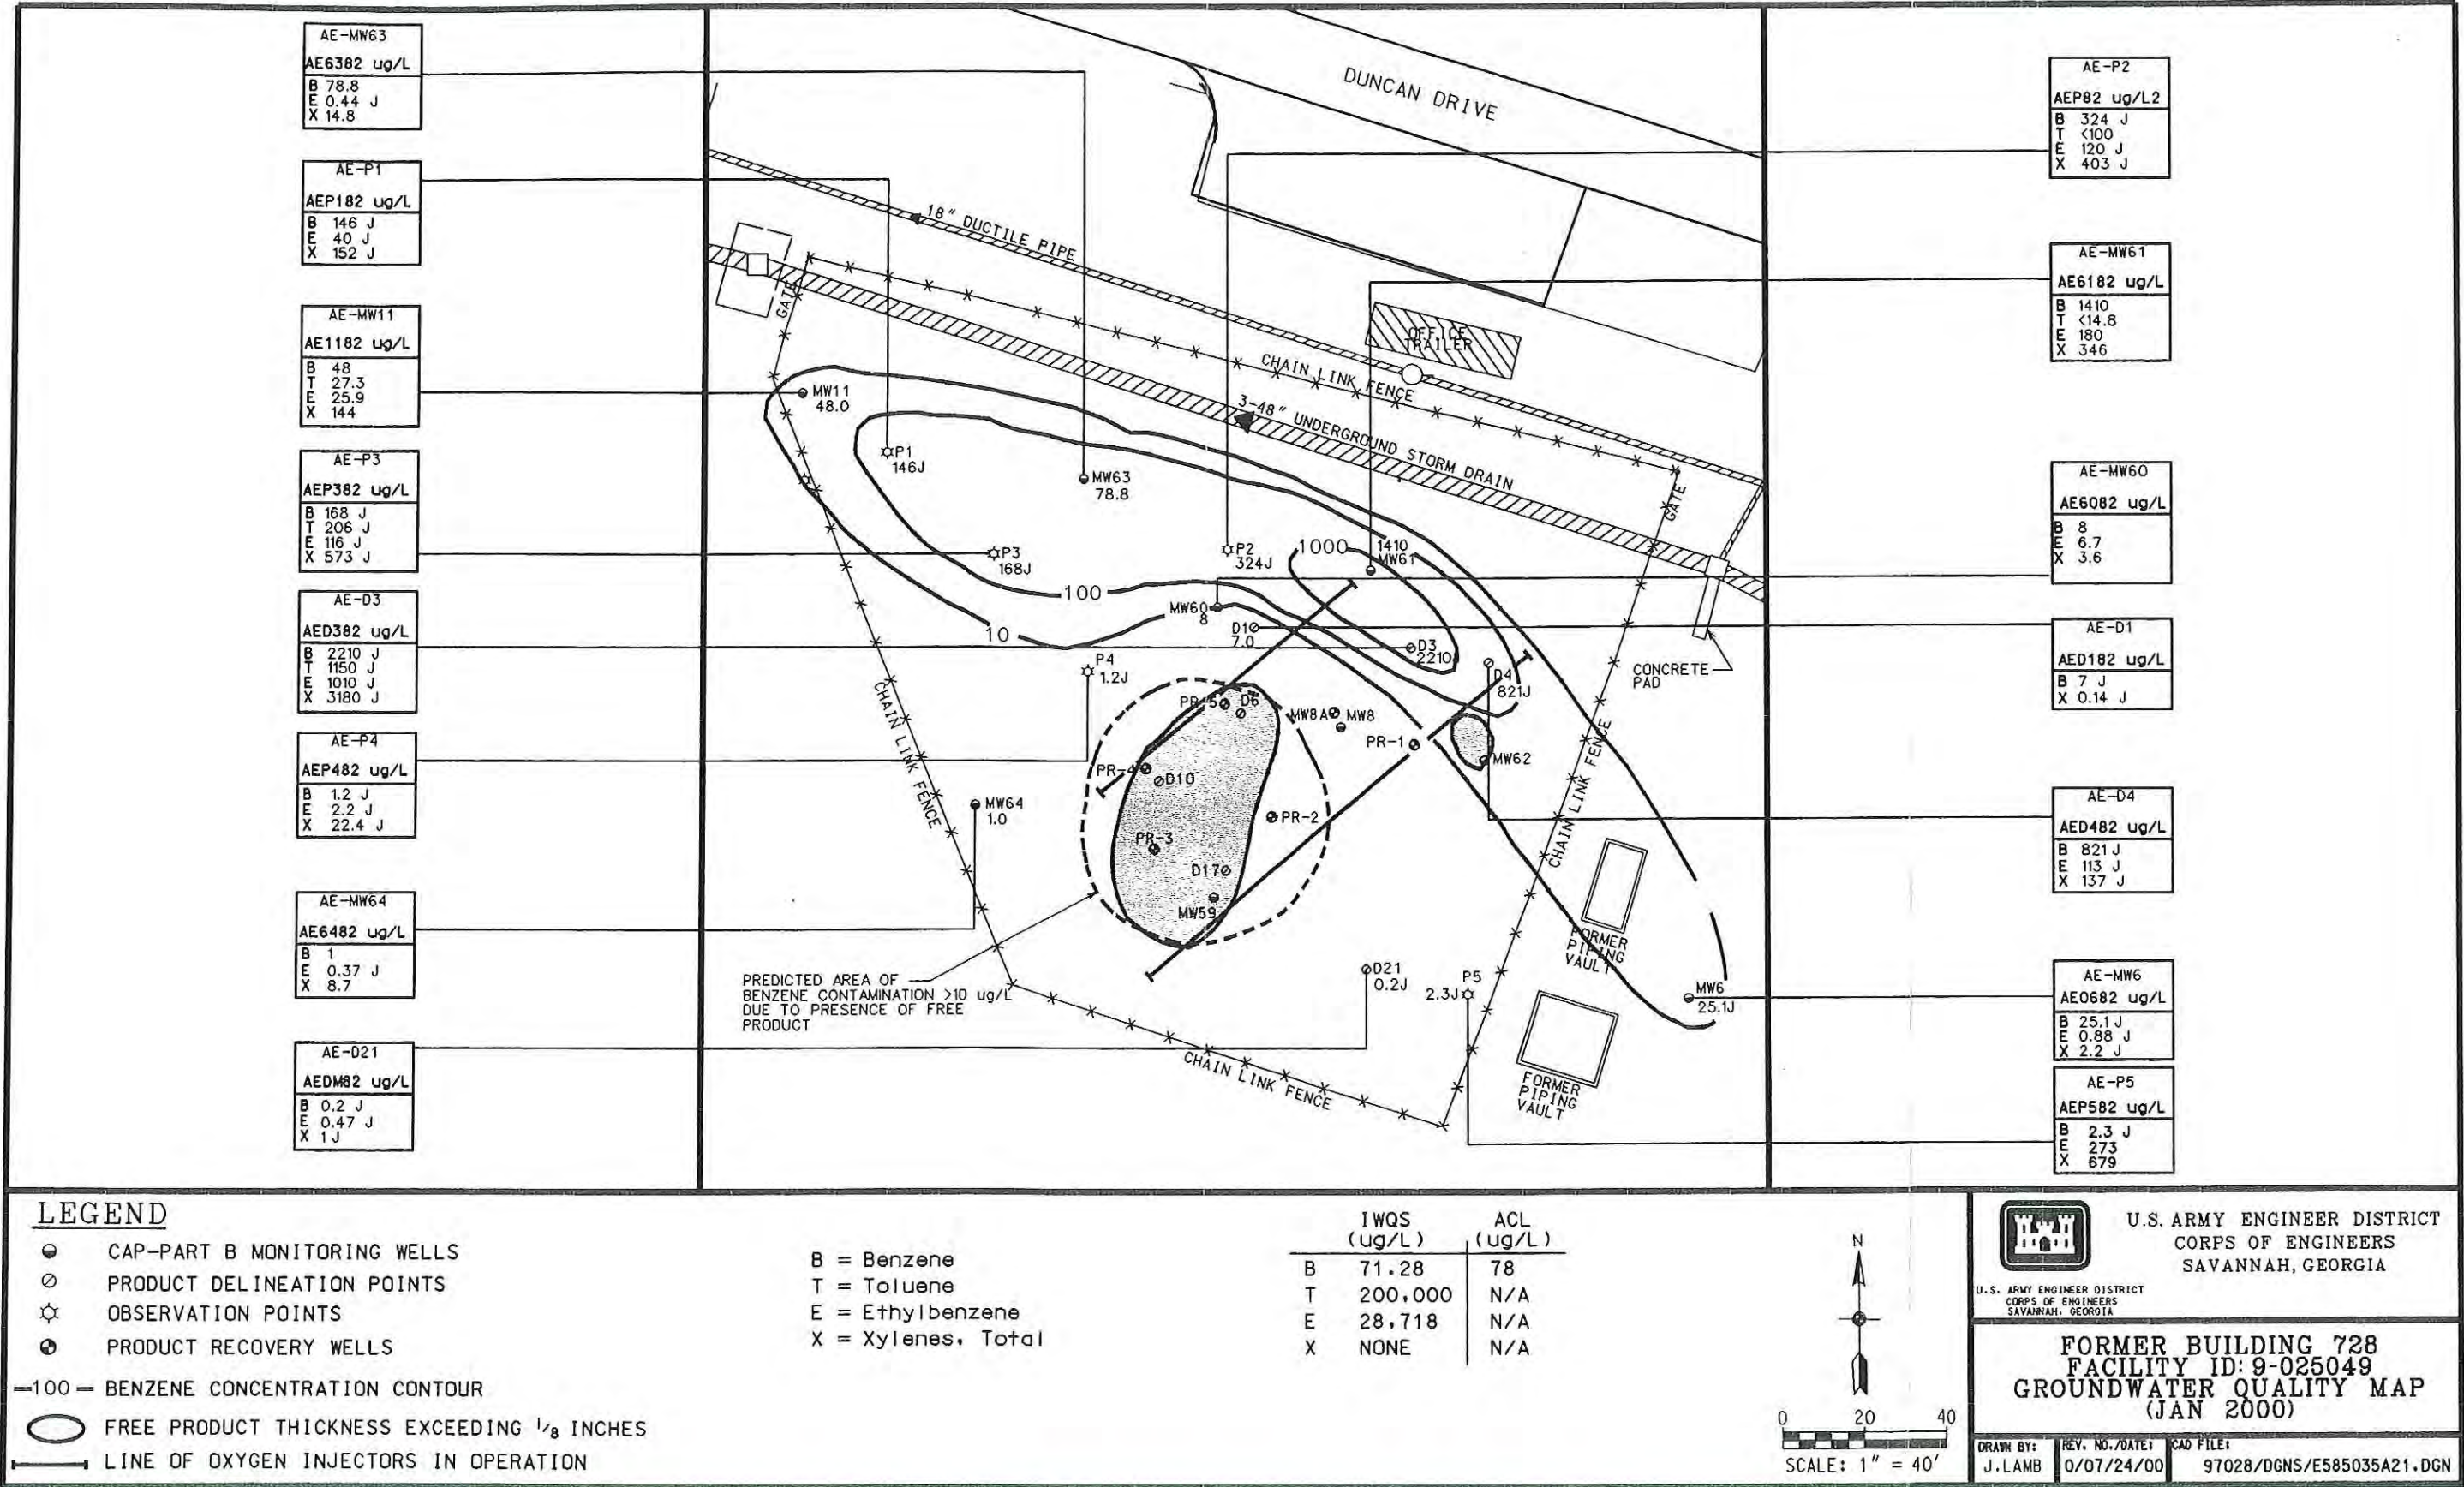 AE-MW63
AE6382 ug/L
B 78.8
E 0.44 J
X 14.8
AE-P1
AEP182 ug/L
B 146 J
E 40 J
X 152 J
AE-MW11
AE1182 ug/L
B 48
T 27.3
E 25.9
X 144
AE-P3
AEP382 ug/L
B 168 J
T 206 J
E 116 J
X 573 J
AE-D3
AED382 ug/L
B 2210 J
T 1150 J
E 1010 J
X 3180 J
AE-P4
AEP482 ug/L
B 1.2 J
E 2.2 J
X 22.4 J
AE-MW64
AE6482 ug/L
B 1
E 0.37 J
X 8.7
AE-D21
AEDM82 ug/L
B 0.2 J
E 0.47 J
X 1 J
DUNCAN DRIVE
18" DUCTILE PIPE
GATE
OFFICE
TRAILER
CHAIN LINK FENCE
3-48" UNDERGROUND STORM DRAIN
GATE
MW11
48.0
P1
146J
MW63
78.8
P3
168J
P2
324J
1000
1410
MW61
100
10
MW60
8
D1
7.0
D3
2210
P4
1.2J
D4
821J
CONCRETE
PAD
CHAIN LINK FENCE
PR-5
D6
MW8A
MW8
PR-1
MW62
PR-4
D10
MW64
1.0
PR-2
PR-3
D17
MW59
CHAIN LINK FENCE
FORMER
PIPING
VAULT
PREDICTED AREA OF
BENZENE CONTAMINATION >10 ug/L
DUE TO PRESENCE OF FREE
PRODUCT
D21
0.2J
P5
2.3J
MW6
25.1J
CHAIN LINK FENCE
FORMER
PIPING
VAULT
AE-P2
AEP82 ug/L2
B 324 J
T <100
E 120 J
X 403 J
AE-MW61
AE6182 ug/L
B 1410
T <14.8
E 180
X 346
AE-MW60
AE6082 ug/L
B 8
E 6.7
X 3.6
AE-D1
AED182 ug/L
B 7 J
X 0.14 J
AE-D4
AED482 ug/L
B 821 J
E 113 J
X 137 J
AE-MW6
AE0682 ug/L
B 25.1 J
E 0.88 J
X 2.2 J
AE-P5
AEP582 ug/L
B 2.3 J
E 273
X 679
LEGEND
CAP-PART B MONITORING WELLS
PRODUCT DELINEATION POINTS
OBSERVATION POINTS
PRODUCT RECOVERY WELLS
100 BENZENE CONCENTRATION CONTOUR
FREE PRODUCT THICKNESS EXCEEDING 1/8 INCHES
LINE OF OXYGEN INJECTORS IN OPERATION
B = Benzene
T = Toluene
E = Ethylbenzene
X = Xylenes, Total
IWQS ACL
(ug/L) (ug/L)
B 71.28 78
T 200,000 N/A
E 28,718 N/A
X NONE N/A
N
0 20 40
SCALE: 1" = 40'
U.S. ARMY ENGINEER DISTRICT
CORPS OF ENGINEERS
SAVANNAH, GEORGIA
U.S. ARMY ENGINEER DISTRICT
CORPS OF ENGINEERS
SAVANNAH, GEORGIA
FORMER BUILDING 728
FACILITY ID: 9-025049
GROUNDWATER QUALITY MAP
(JAN 2000)
DRAWN BY: REV. NO./DATE: CAD FILE:
J.LAMB 0/07/24/00 97028/DGNS/E585035A21.DGN